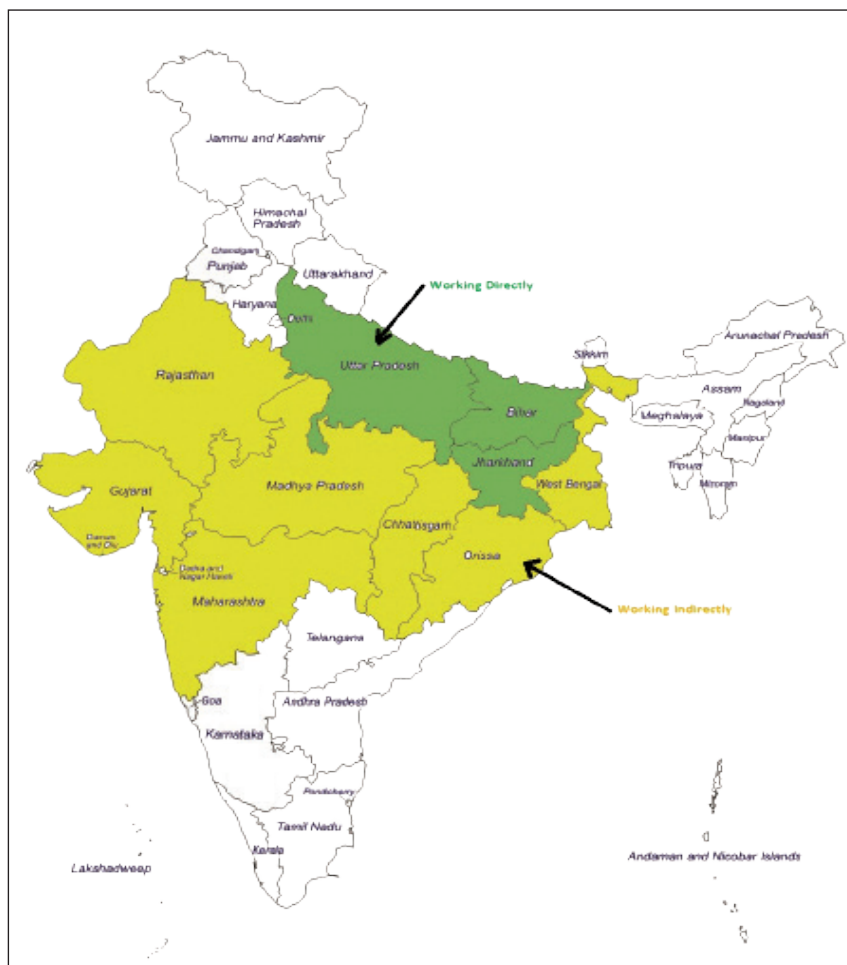 Jammu and Kashmir
Himachal
Pradesh
Chandigarh
Punjab
Uttarakhand
Haryana
Delhi
Working Directly
Arunachal Pradesh
Sikkim
Rajasthan
Uttar Pradesh
Assam
Nagaland
Bihar
Meghalaya
Manipur
Jharkhand
Tripura
Mizoram
Gujarat
Madhya Pradesh
West Bengal
Chhattisgarh
Daman
and Diu
Orissa
Dadra and
Nagar Haveli
Maharashtra
Working Indirectly
Telangana
Goa
Andhra Pradesh
Karnataka
Pondicherry
Tamil Nadu
Kerala
Lakshadweep
Andaman and Nicobar Islands